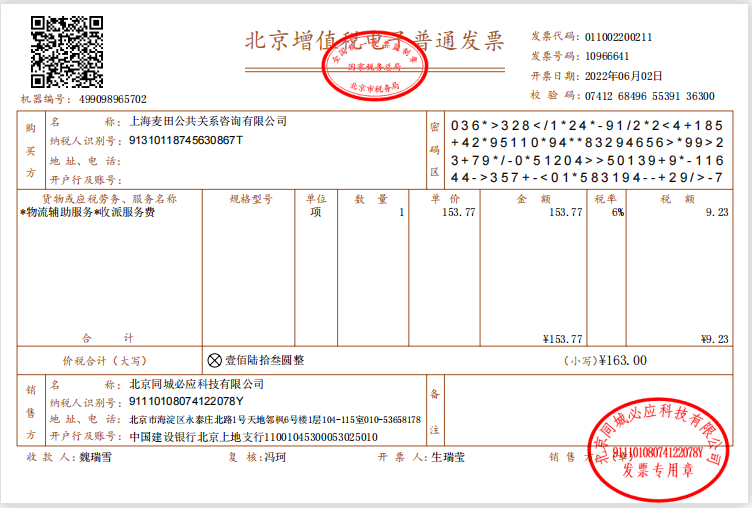 北京增值税电子普通发票
全国统一发票监制章
国家税务总局
北京市税务局
发票代码: 011002200211
发票号码: 10966641
开票日期: 2022年06月02日
校 验 码: 07412 68496 55391 36300
机器编号: 499098965702
购买方
名 称: 上海麦田公共关系咨询有限公司
纳税人识别号: 91310118745630867T
地 址、电 话:
开户行及账号:
密码区
036*>328</1*24*-91/2*2<4+185
+42*95110*94**83294656>*99>2
3+79*/-0*51204>>50139+9*-116
44->357+-<01*583194--+29/>-7
货物或应税劳务、服务名称 规格型号 单位 数 量 单 价 金 额 税率 税 额
*物流辅助服务*收派服务费 项 1 153.77 153.77 6% 9.23
合 计 ¥153.77 ¥9.23
价税合计（大写） ⊗壹佰陆拾叁圆整 （小写）¥163.00
销售方
名 称: 北京同城必应科技有限公司
纳税人识别号: 91110108074122078Y
地 址、电 话: 北京市海淀区永泰庄北路1号天地邻枫6号楼1层104-115室010-53658178
开户行及账号: 中国建设银行北京上地支行11001045300053025010
备注
收 款 人: 魏瑞雪 复 核: 冯珂 开 票 人: 生瑞莹 销 售 方:（章）
北京同城必应科技有限公司
91110108074122078Y
发票专用章